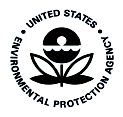 UNITED STATES
ENVIRONMENTAL PROTECTION AGENCY